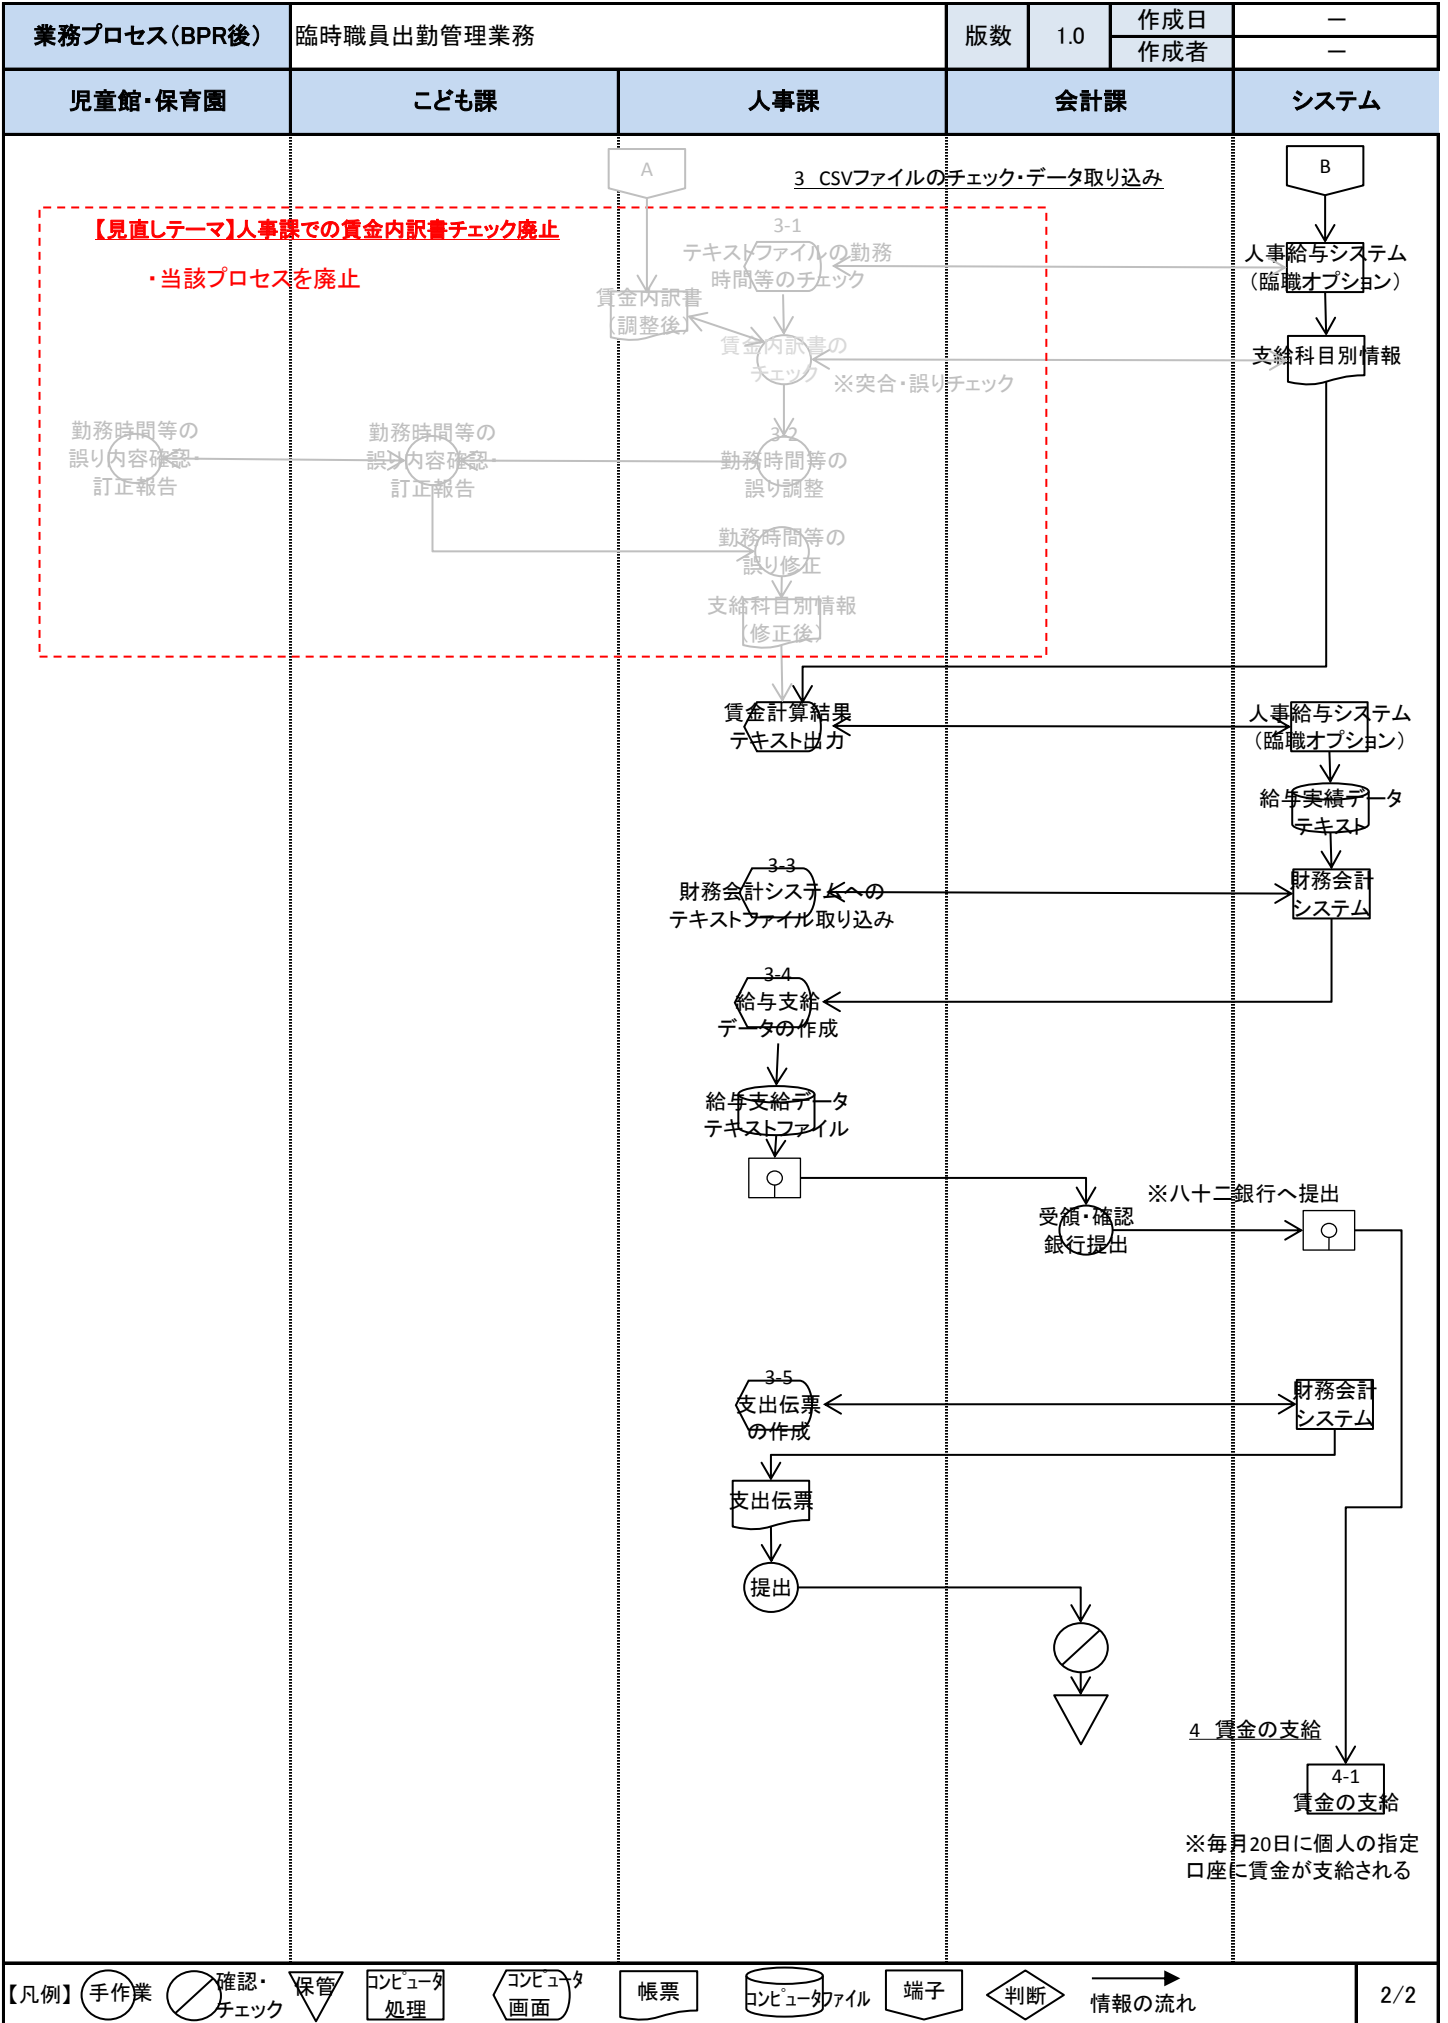 業務プロセス（BPR後）
臨時職員出勤管理業務
版数
1.0
作成日
－
作成者
－
児童館・保育園
こども課
人事課
会計課
システム
A
3　CSVファイルのチェック・データ取り込み
B
【見直しテーマ】人事課での賃金内訳書チェック廃止
・当該プロセスを廃止
3-1
テキストファイルの勤務
時間等のチェック
人事給与システム
（臨職オプション）
賃金内訳書
（調整後）
賃金内訳書の
チェック
※突合・誤りチェック
支給科目別情報
勤務時間等の
誤り内容確認・
訂正報告
勤務時間等の
誤り内容確認・
訂正報告
3-2
勤務時間等の
誤り調整
勤務時間等の
誤り修正
支給科目別情報
（修正後）
賃金計算結果
テキスト出力
人事給与システム
（臨職オプション）
給与実績データ
テキスト
3-3
財務会計システムへの
テキストファイル取り込み
財務会計
システム
3-4
給与支給
データの作成
給与支給データ
テキストファイル
受領・確認
銀行提出
※八十二銀行へ提出
3-5
支出伝票
の作成
財務会計
システム
支出伝票
提出
4　賃金の支給
4-1
賃金の支給
※毎月20日に個人の指定
口座に賃金が支給される
【凡例】
手作業
確認・
チェック
保管
コンピュータ
処理
コンピュータ
画面
帳票
コンピュータファイル
端子
判断
情報の流れ
2/2